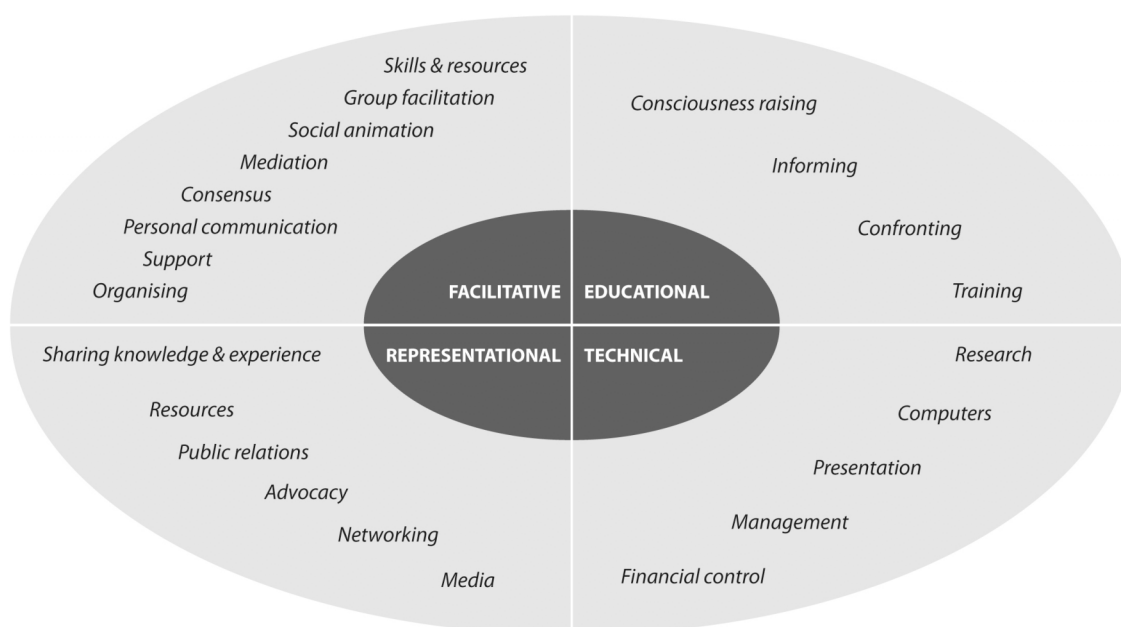 Skills & resources
Group facilitation
Social animation
Mediation
Consensus
Personal communication
Support
Organising
FACILITATIVE
Consciousness raising
Informing
Confronting
Training
EDUCATIONAL
Sharing knowledge & experience
Resources
Public relations
Advocacy
Networking
Media
REPRESENTATIONAL
TECHNICAL
Research
Computers
Presentation
Management
Financial control